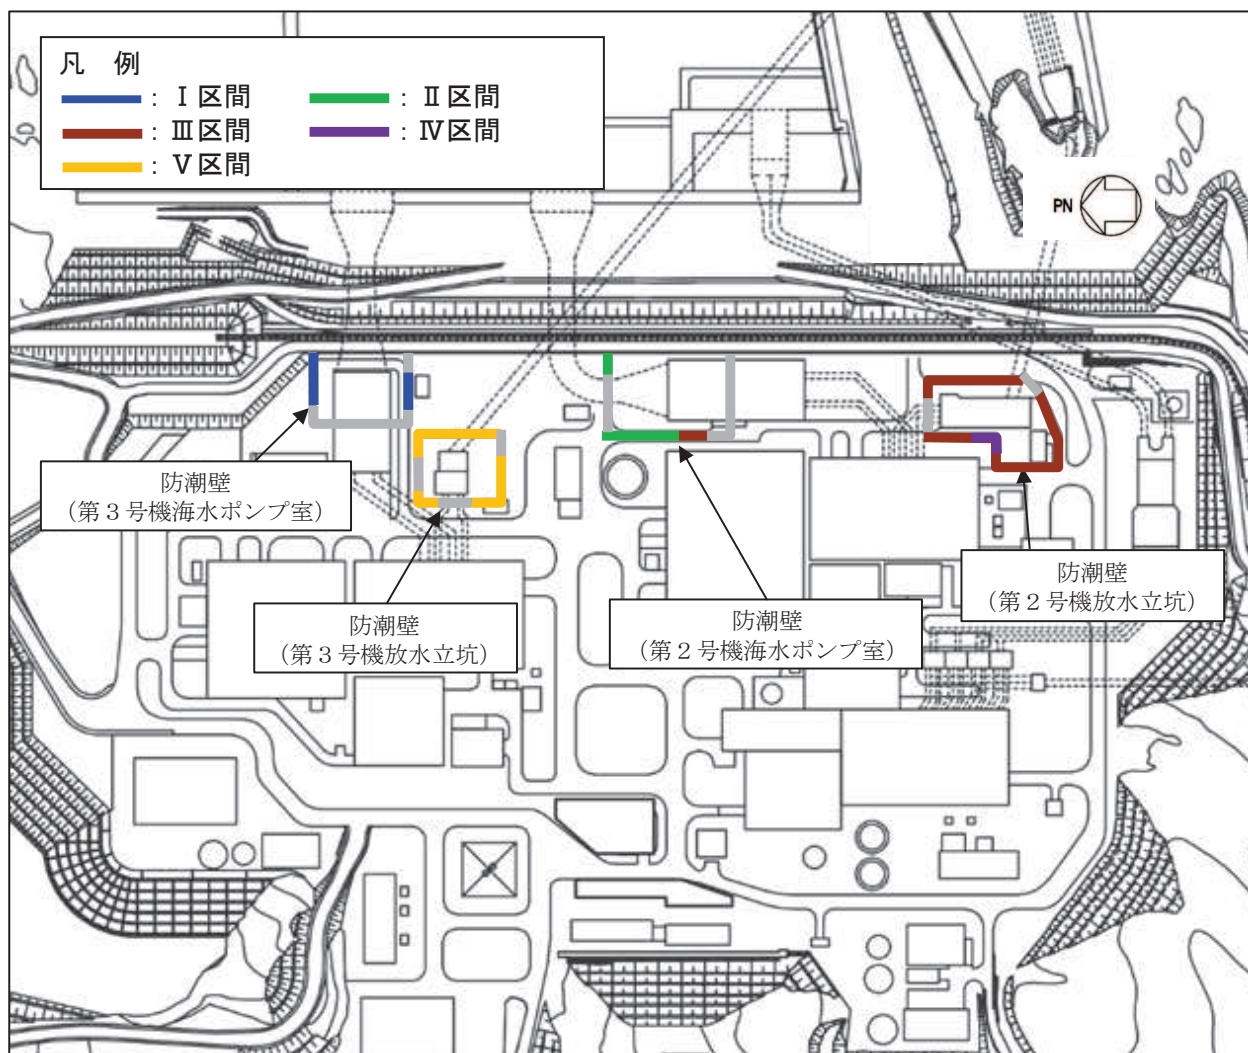 凡　例
：Ⅰ区間
：Ⅱ区間
：Ⅲ区間
：Ⅳ区間
：Ⅴ区間
PN
防潮壁
（第３号機海水ポンプ室）
防潮壁
（第３号機放水立坑）
防潮壁
（第２号機海水ポンプ室）
防潮壁
（第２号機放水立坑）